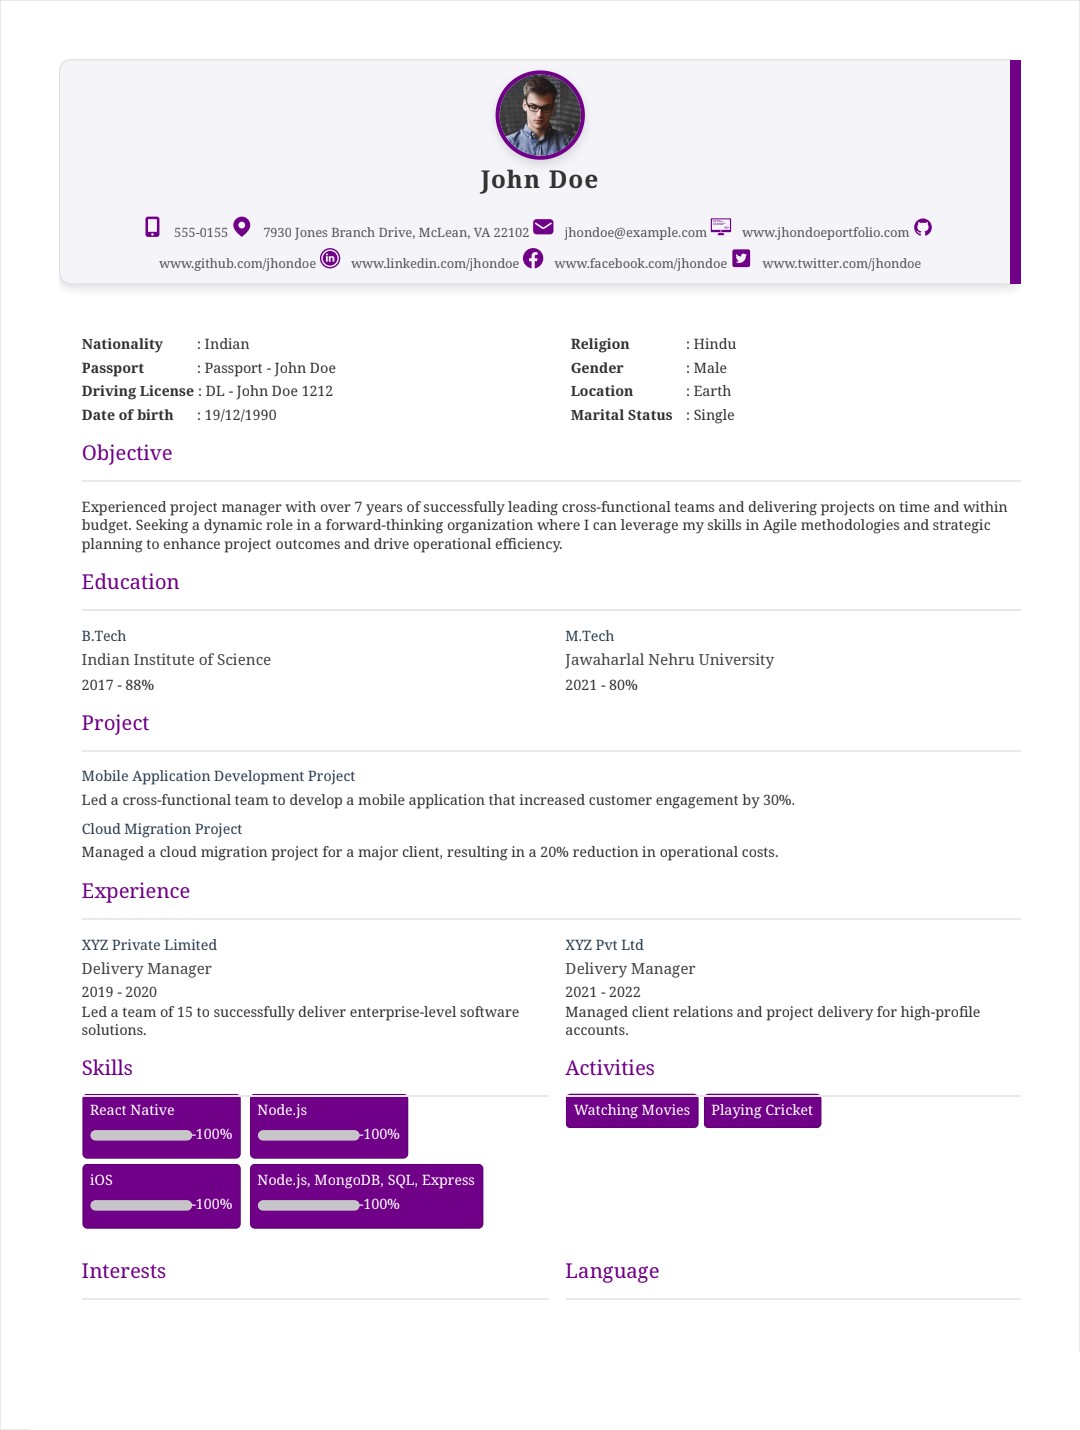 John Doe
555-0155 7930 Jones Branch Drive, McLean, VA 22102 jhondoe@example.com www.jhondoeportfolio.com
www.github.com/jhondoe www.linkedin.com/jhondoe www.facebook.com/jhondoe www.twitter.com/jhondoe
Nationality : Indian
Religion : Hindu
Passport : Passport - John Doe
Gender : Male
Driving License : DL - John Doe 1212
Location : Earth
Date of birth : 19/12/1990
Marital Status : Single
Objective
Experienced project manager with over 7 years of successfully leading cross-functional teams and delivering projects on time and within
budget. Seeking a dynamic role in a forward-thinking organization where I can leverage my skills in Agile methodologies and strategic
planning to enhance project outcomes and drive operational efficiency.
Education
B.Tech
Indian Institute of Science
2017 - 88%
M.Tech
Jawaharlal Nehru University
2021 - 80%
Project
Mobile Application Development Project
Led a cross-functional team to develop a mobile application that increased customer engagement by 30%.
Cloud Migration Project
Managed a cloud migration project for a major client, resulting in a 20% reduction in operational costs.
Experience
XYZ Private Limited
Delivery Manager
2019 - 2020
Led a team of 15 to successfully deliver enterprise-level software
solutions.
XYZ Pvt Ltd
Delivery Manager
2021 - 2022
Managed client relations and project delivery for high-profile
accounts.
Skills
React Native
-100%
Node.js
-100%
iOS
-100%
Node.js, MongoDB, SQL, Express
-100%
Activities
Watching Movies
Playing Cricket
Interests
Language